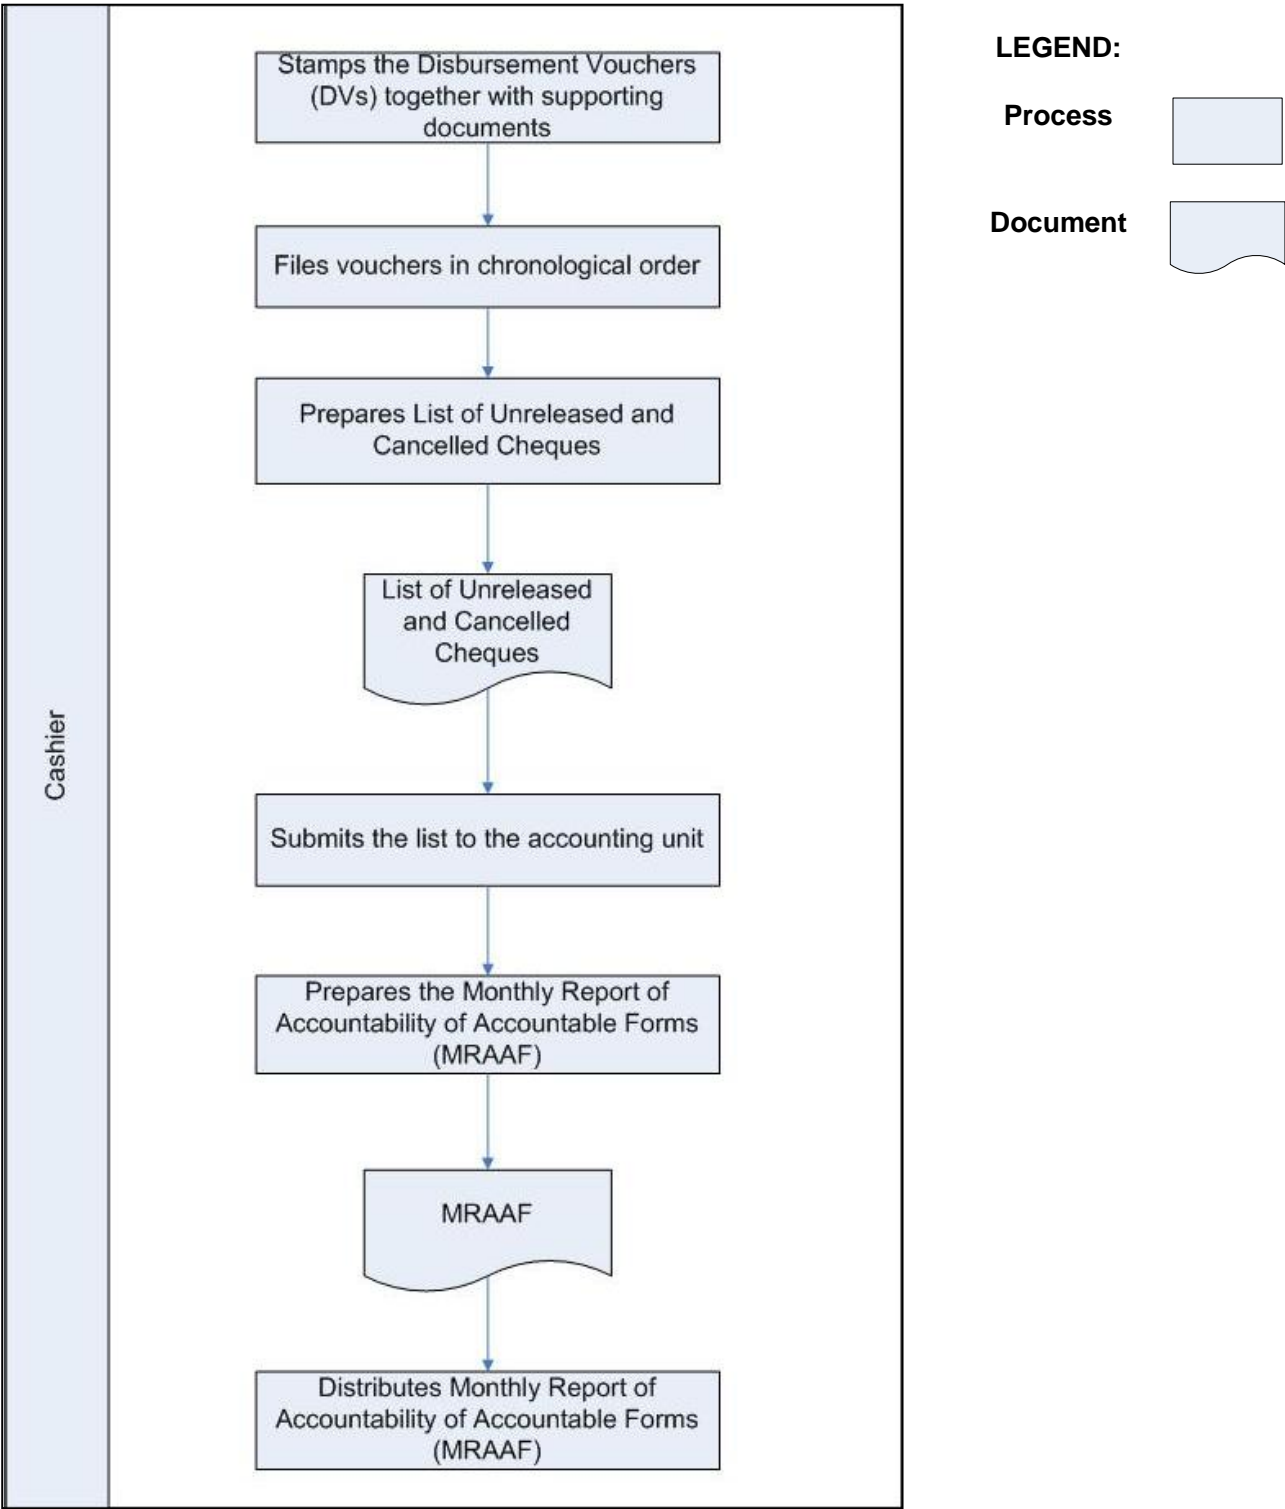 LEGEND:
Process
Document
Cashier
Stamps the Disbursement Vouchers
(DVs) together with supporting
documents
Files vouchers in chronological order
Prepares List of Unreleased and
Cancelled Cheques
List of Unreleased
and Cancelled
Cheques
Submits the list to the accounting unit
Prepares the Monthly Report of
Accountability of Accountable Forms
(MRAAF)
MRAAF
Distributes Monthly Report of
Accountability of Accountable Forms
(MRAAF)